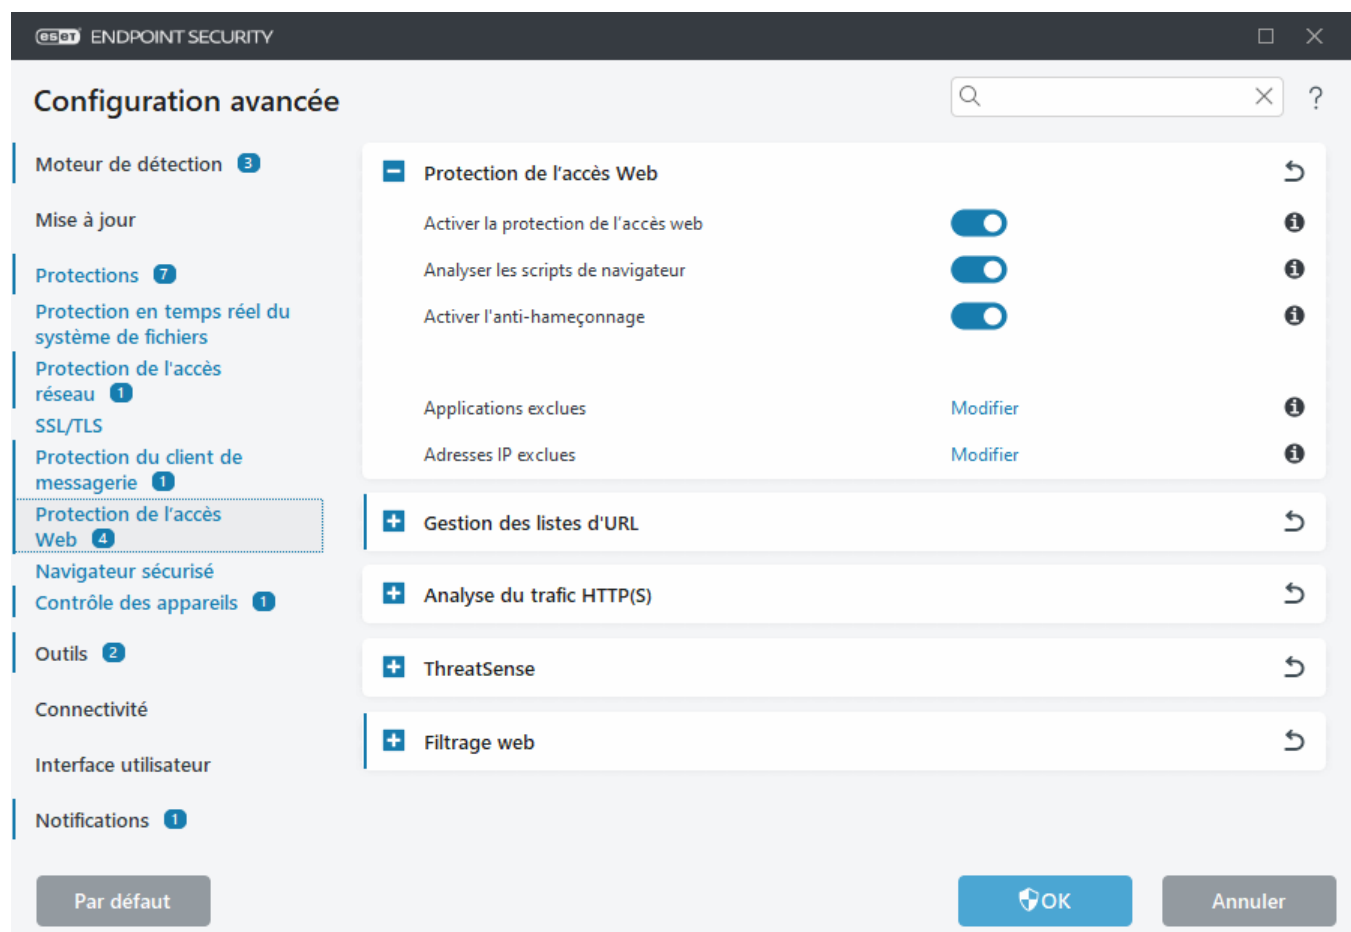 eset ENDPOINT SECURITY
Configuration avancée
?
Moteur de détection 3
Mise à jour
Protections 7
Protection en temps réel du
système de fichiers
Protection de l'accès
réseau 1
SSL/TLS
Protection du client de
messagerie 1
Protection de l'accès
Web 4
Navigateur sécurisé
Contrôle des appareils 1
Outils 2
Connectivité
Interface utilisateur
Notifications 1
Protection de l'accès Web
Activer la protection de l'accès web
Analyser les scripts de navigateur
Activer l'anti-hameçonnage
Applications exclues Modifier
Adresses IP exclues Modifier
Gestion des listes d'URL
Analyse du trafic HTTP(S)
ThreatSense
Filtrage web
Par défaut
OK
Annuler